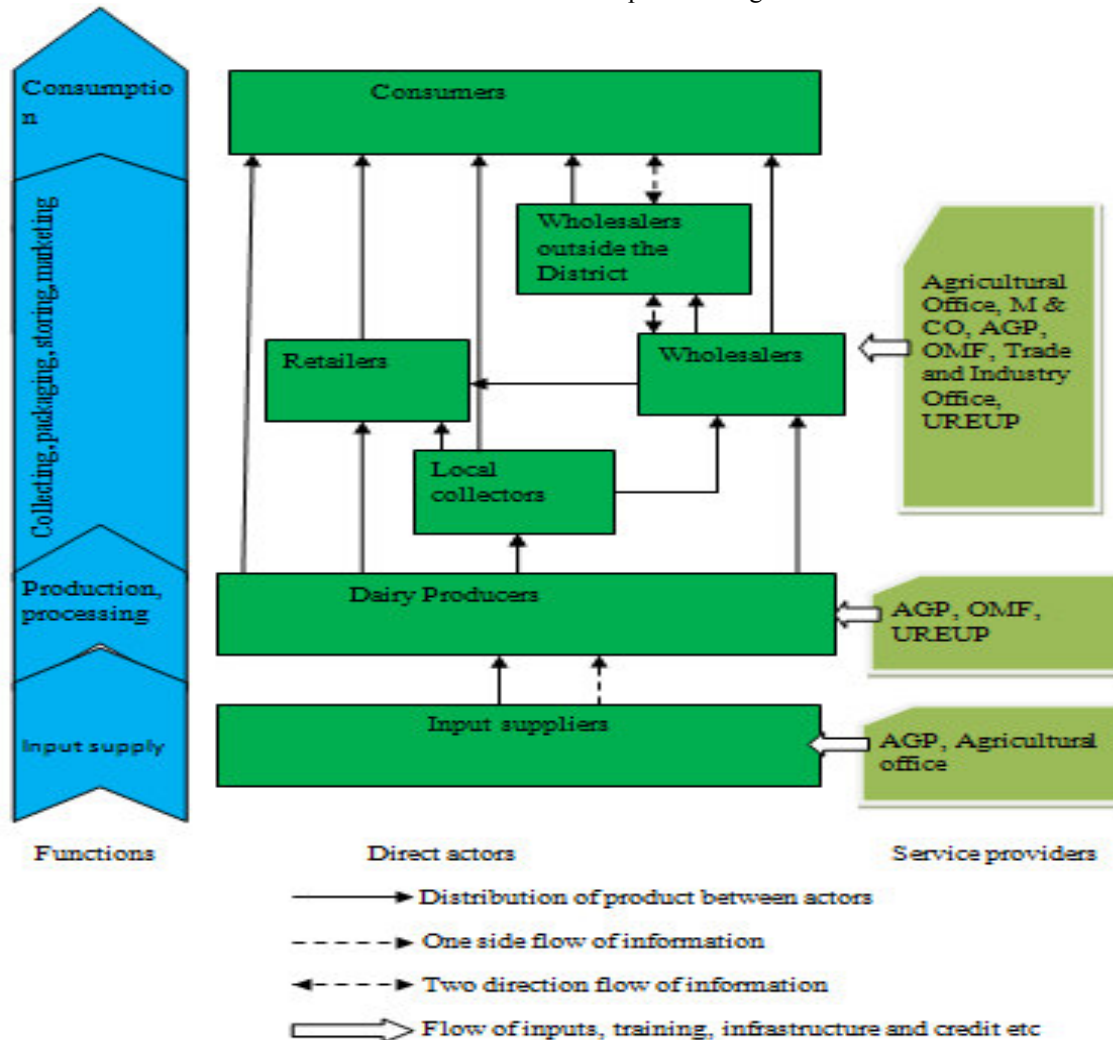 Consumptio
n
Consumers
Collecting, packaging, storing, marketing
Wholesalers
outside the
District
Agricultural
Office, M &
CO, AGP,
OMF, Trade
and Industry
Office,
UREUP
Retailers
Wholesalers
Local
collectors
Production,
processing
Dairy Producers
AGP, OMF,
UREUP
Input supply
Input suppliers
AGP, Agricultural
office
Functions
Direct actors
Service providers
Distribution of product between actors
One side flow of information
Two direction flow of information
Flow of inputs, training, infrastructure and credit etc